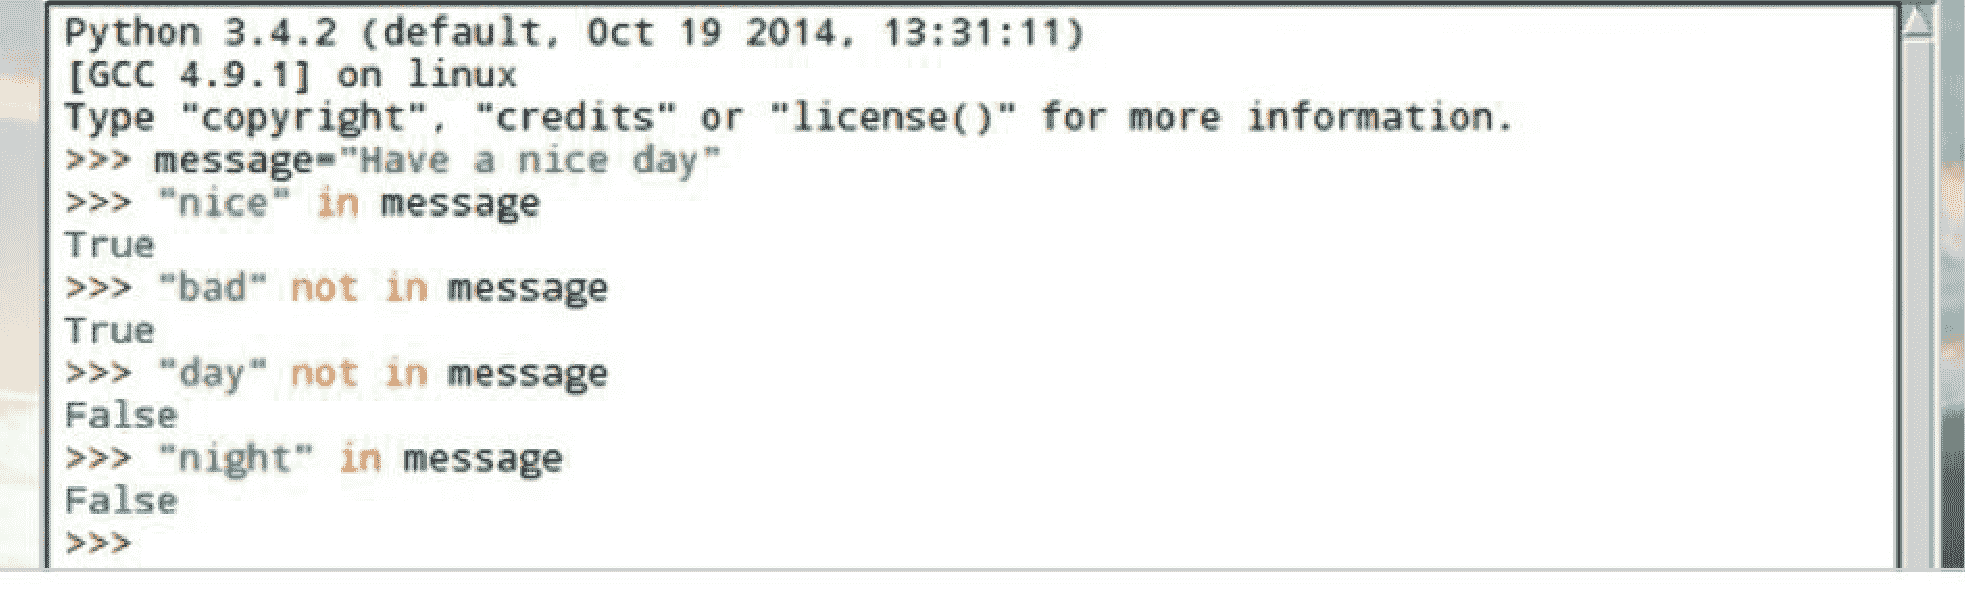 Python 3.4.2 (default, Oct 19 2014, 13:31:11)
[GCC 4.9.1] on linux
Type "copyright", "credits" or "license()" for more information.
>>> message="Have a nice day"
>>> "nice" in message
True
>>> "bad" not in message
True
>>> "day" not in message
False
>>> "night" in message
False
>>>